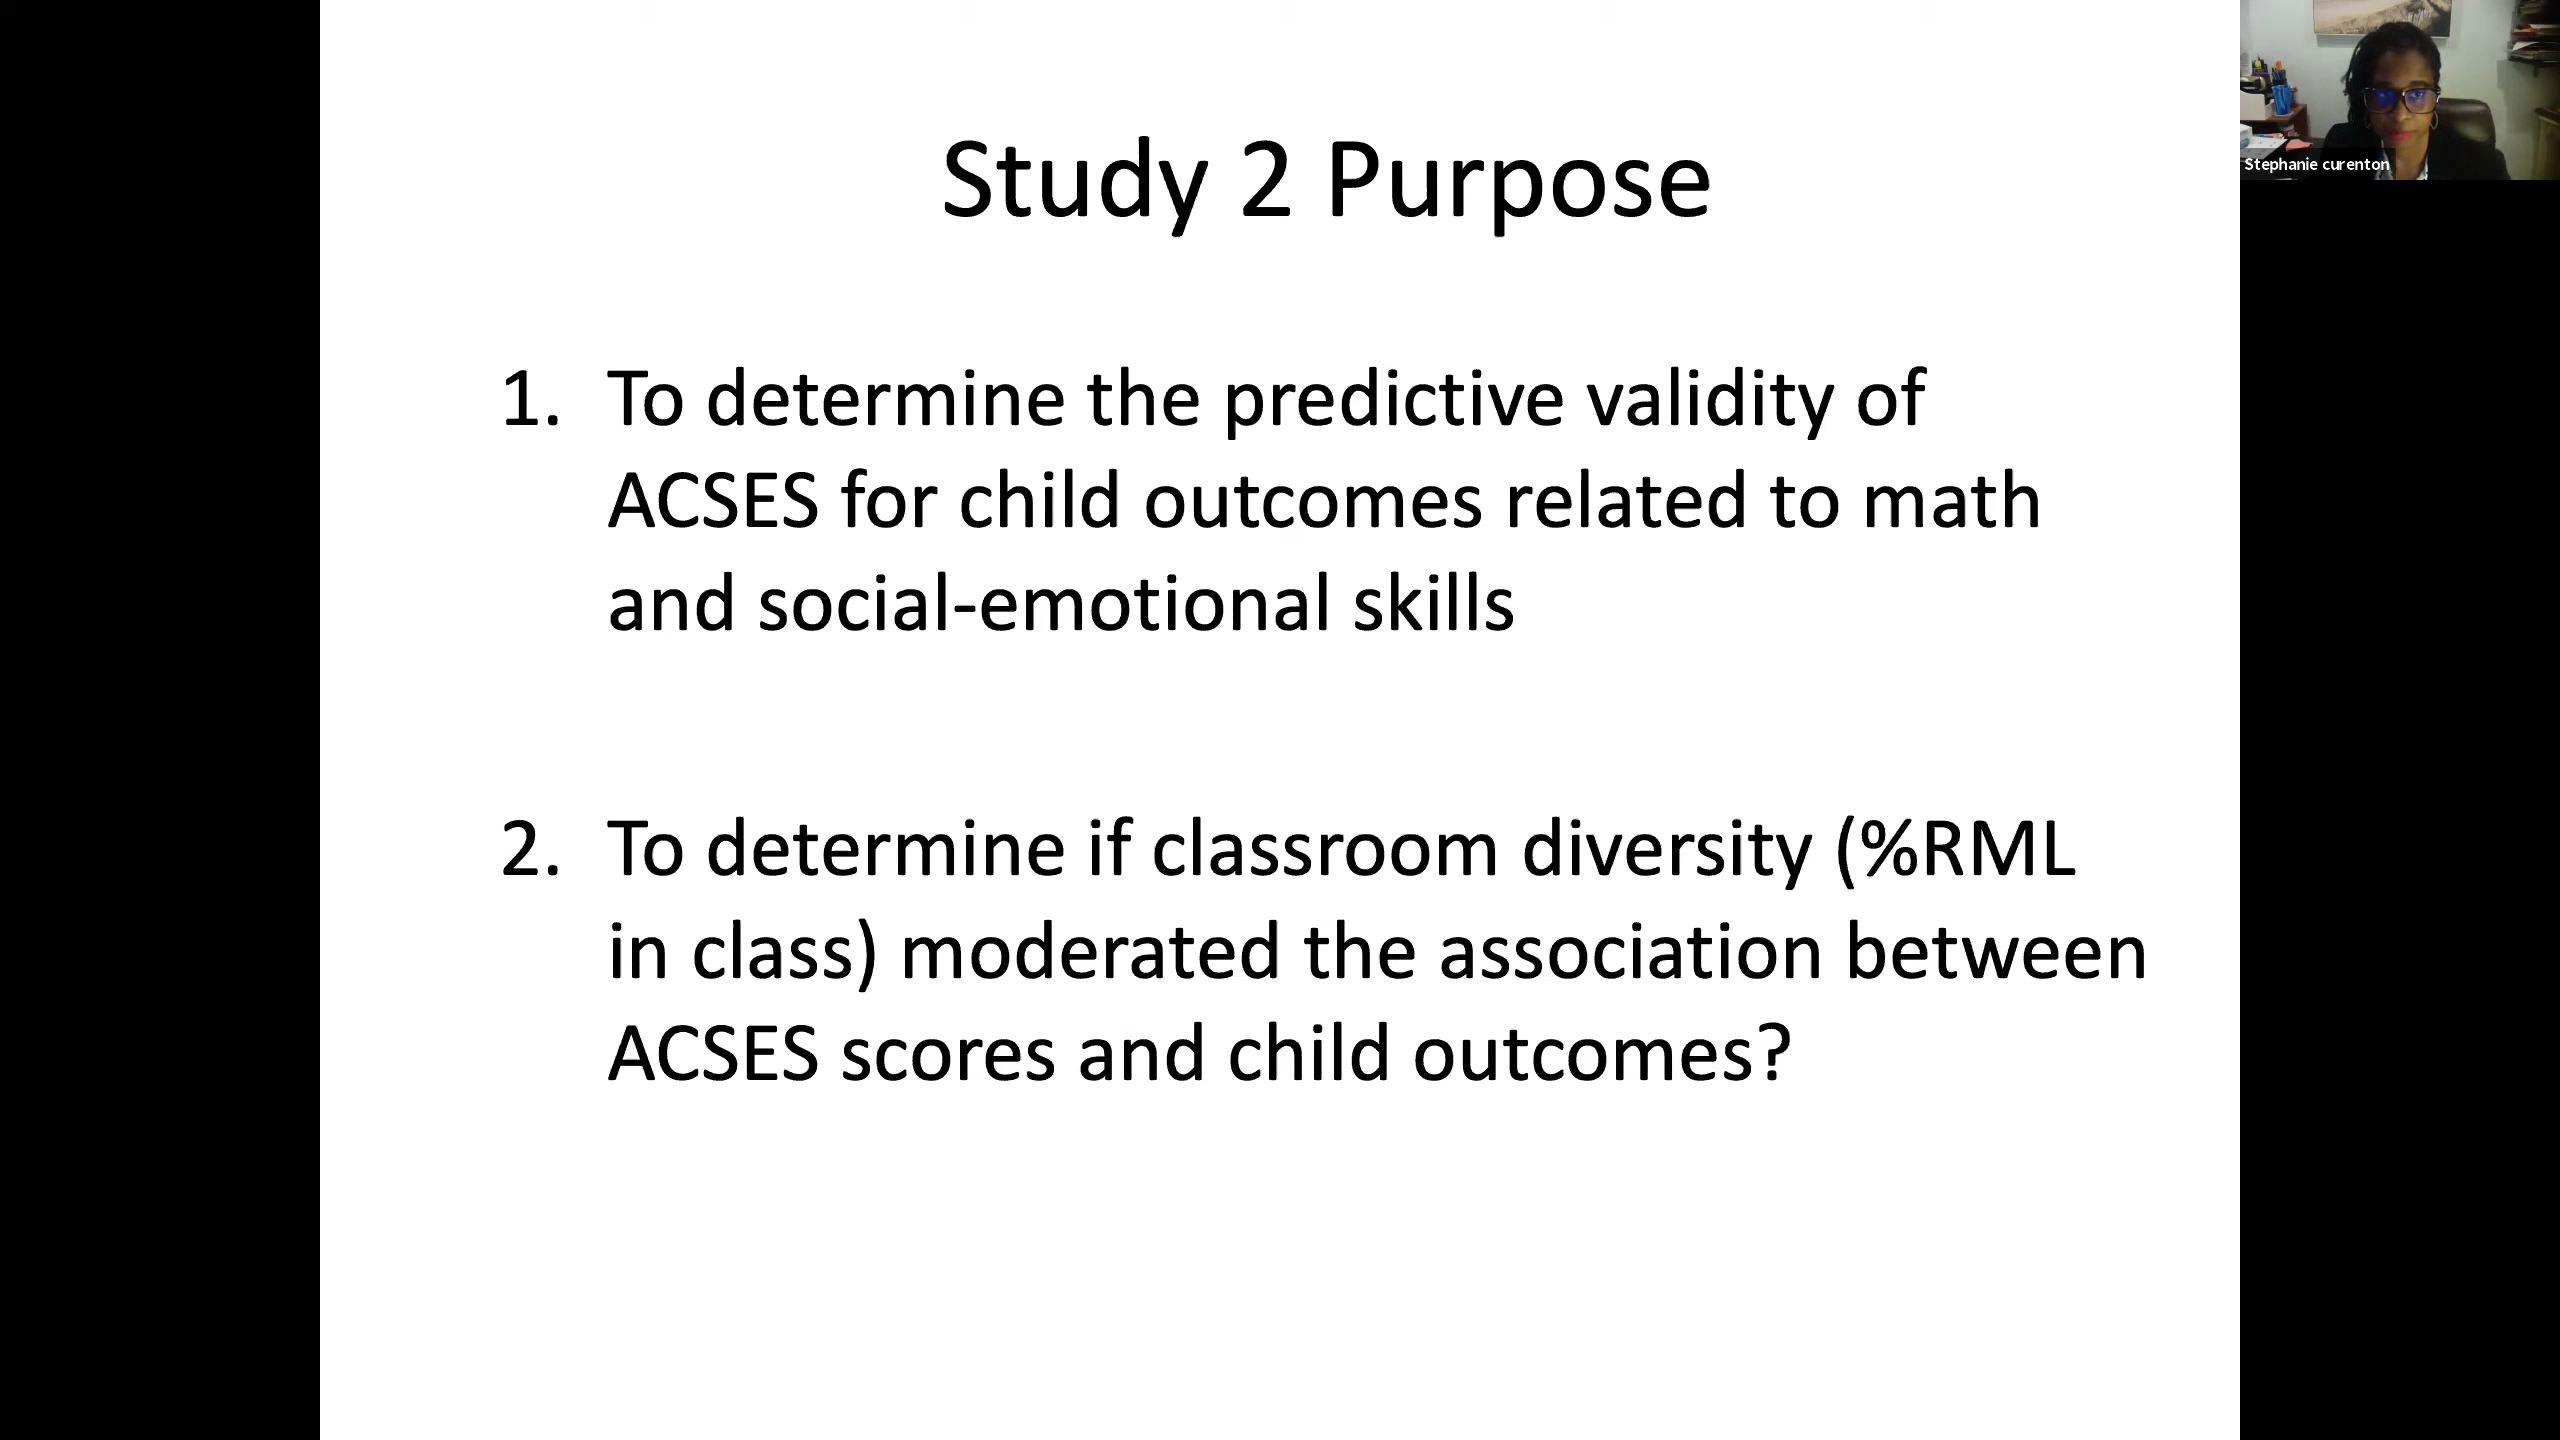 Study 2 Purpose
1. To determine the predictive validity of
ACSES for child outcomes related to math
and social-emotional skills
2. To determine if classroom diversity (%RML
in class) moderated the association between
ACSES scores and child outcomes?
Stephanie curenton